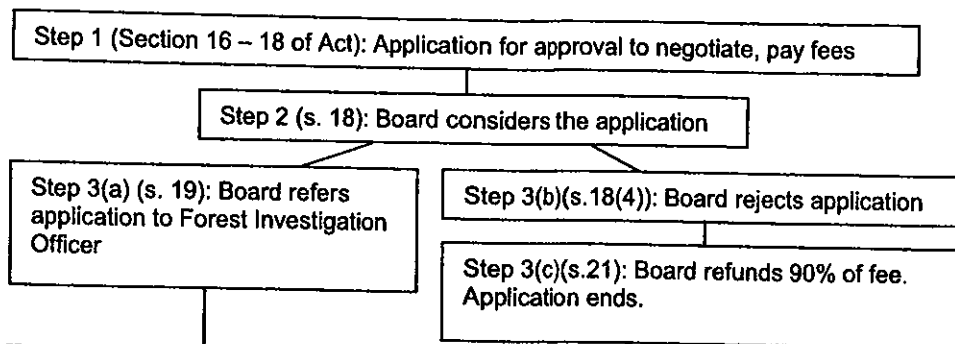 Step 1 (Section 16 – 18 of Act): Application for approval to negotiate, pay fees
Step 2 (s. 18): Board considers the application
Step 3(a) (s. 19): Board refers
application to Forest Investigation
Officer
Step 3(b)(s.18(4)): Board rejects application
Step 3(c)(s.21): Board refunds 90% of fee.
Application ends.